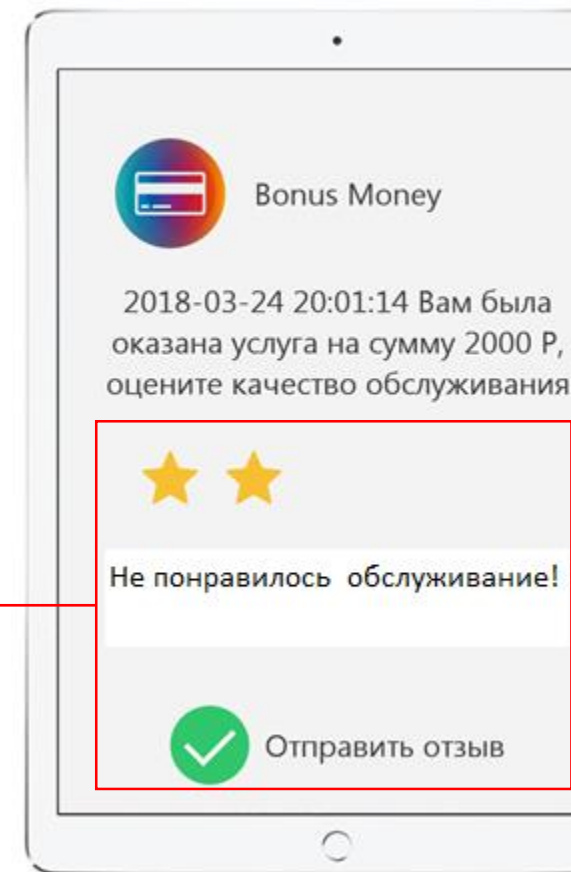 Bonus Money
2018-03-24 20:01:14 Вам была
оказана услуга на сумму 2000 Р,
оцените качество обслуживания
Не понравилось  обслуживание!
Отправить отзыв